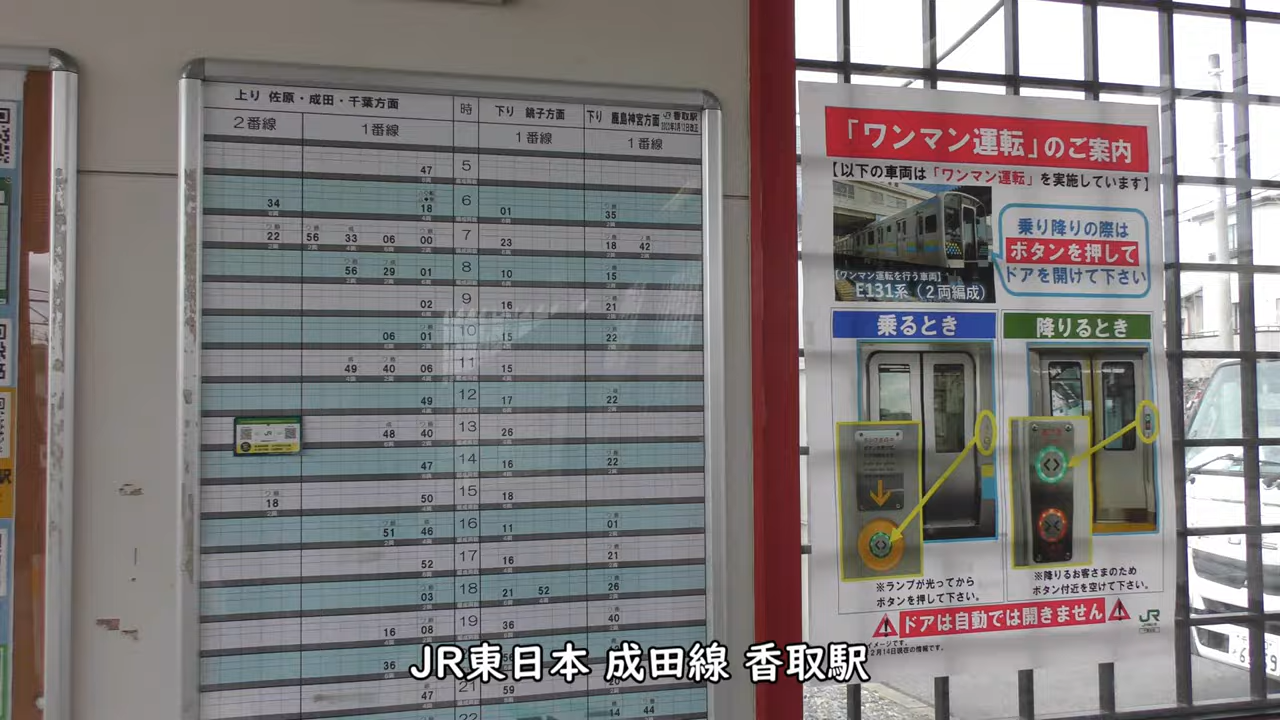 上り 佐原・成田・千葉方面 時 下り 銚子方面 下り 鹿島神宮方面 香取駅
2番線 1番線 1番線 1番線
47 5
34 18 6 01 35
22 56 33 06 00 7 23 18 42
56 29 01 8 10 15
02 9 16 21
06 01 10 15 22
49 40 06 11 15
49 12 17 22
48 40 13 26
47 14 16 22
18 50 15 18
51 46 16 11 01
52 17 16 21
03 18 21 52 26
16 08 19 36 40
36
21 59
22 14 44
「ワンマン運転」のご案内
【以下の車両は「ワンマン運転」を実施しています】
乗り降りの際は
ボタンを押して
ドアを開けて下さい
【ワンマン運転を行う車両】
E131系(2両編成)
乗るとき
降りるとき
※ランプが光ってから
ボタンを押して下さい。
※降りるお客さまのため
ボタン付近を空けて下さい。
ドアは自動では開きません
JR
JR東日本 成田線 香取駅